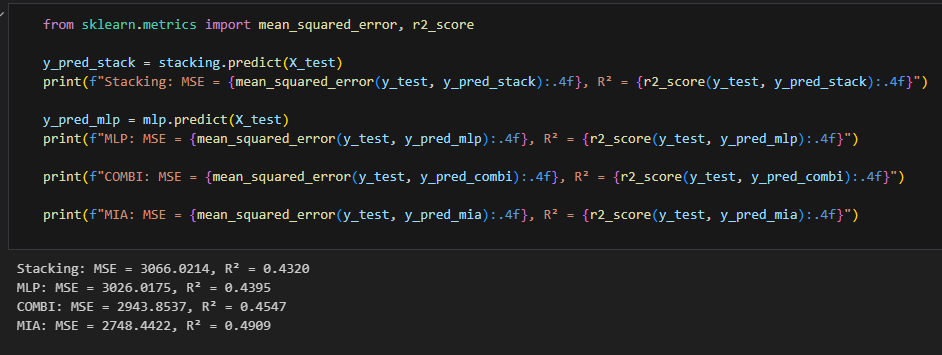 from sklearn.metrics import mean_squared_error, r2_score
y_pred_stack = stacking.predict(X_test)
print(f"Stacking: MSE = {mean_squared_error(y_test, y_pred_stack):.4f}, R² = {r2_score(y_test, y_pred_stack):.4f}")
y_pred_mlp = mlp.predict(X_test)
print(f"MLP: MSE = {mean_squared_error(y_test, y_pred_mlp):.4f}, R² = {r2_score(y_test, y_pred_mlp):.4f}")
print(f"COMBI: MSE = {mean_squared_error(y_test, y_pred_combi):.4f}, R² = {r2_score(y_test, y_pred_combi):.4f}")
print(f"MIA: MSE = {mean_squared_error(y_test, y_pred_mia):.4f}, R² = {r2_score(y_test, y_pred_mia):.4f}")
Stacking: MSE = 3066.0214, R² = 0.4320
MLP: MSE = 3026.0175, R² = 0.4395
COMBI: MSE = 2943.8537, R² = 0.4547
MIA: MSE = 2748.4422, R² = 0.4909